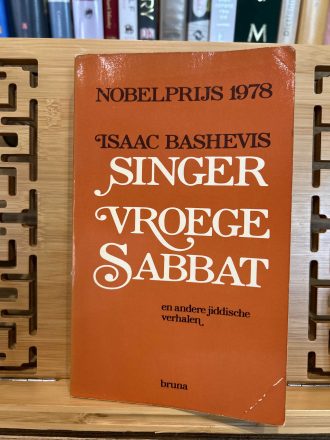 NOBELPRIJS 1978
ISAAC BASHEVIS
SINGER
VROEGE
SABBAT
en andere jiddische
verhalen
bruna